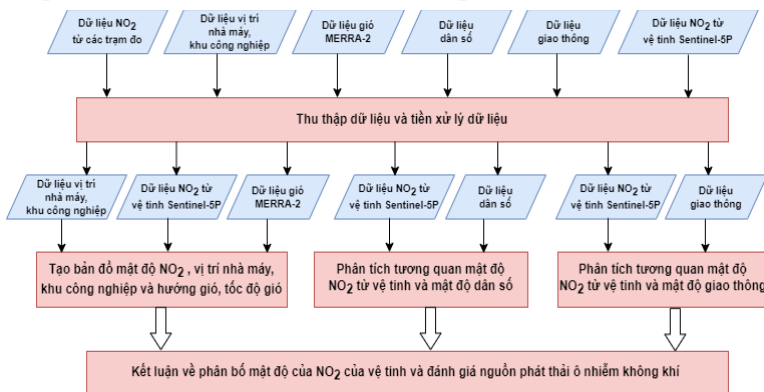 Dữ liệu NO2
từ các trạm đo
Dữ liệu vị trí
nhà máy,
khu công nghiệp
Dữ liệu gió
MERRA-2
Dữ liệu
dân số
Dữ liệu
giao thông
Dữ liệu NO2 từ
vệ tinh Sentinel-5P
Thu thập dữ liệu và tiền xử lý dữ liệu
Dữ liệu vị trí
nhà máy,
khu công nghiệp
Dữ liệu NO2 từ
vệ tinh Sentinel-5P
Dữ liệu gió
MERRA-2
Dữ liệu NO2 từ
vệ tinh Sentinel-5P
Dữ liệu
dân số
Dữ liệu NO2 từ
vệ tinh Sentinel-5P
Dữ liệu
giao thông
Tạo bản đồ mật độ NO2 , vị trí nhà máy,
khu công nghiệp và hướng gió, tốc độ gió
Phân tích tương quan mật độ
NO2 từ vệ tinh và mật độ dân số
Phân tích tương quan mật độ
NO2 từ vệ tinh và mật độ giao thông
Kết luận về phân bố mật độ của NO2 của vệ tinh và đánh giá nguồn phát thải ô nhiễm không khí